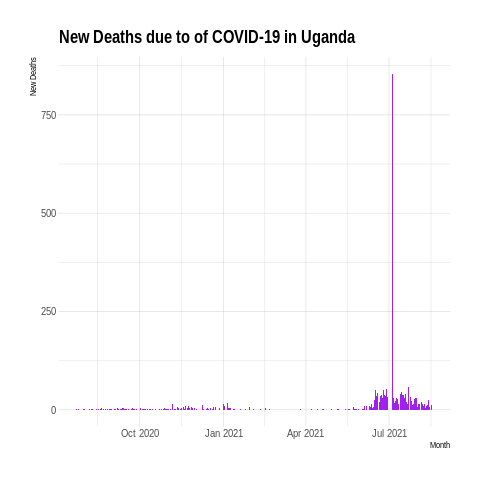 New Deaths due to of COVID-19 in Uganda
New Deaths
750
500
250
0
Oct 2020 Jan 2021 Apr 2021 Jul 2021
Month